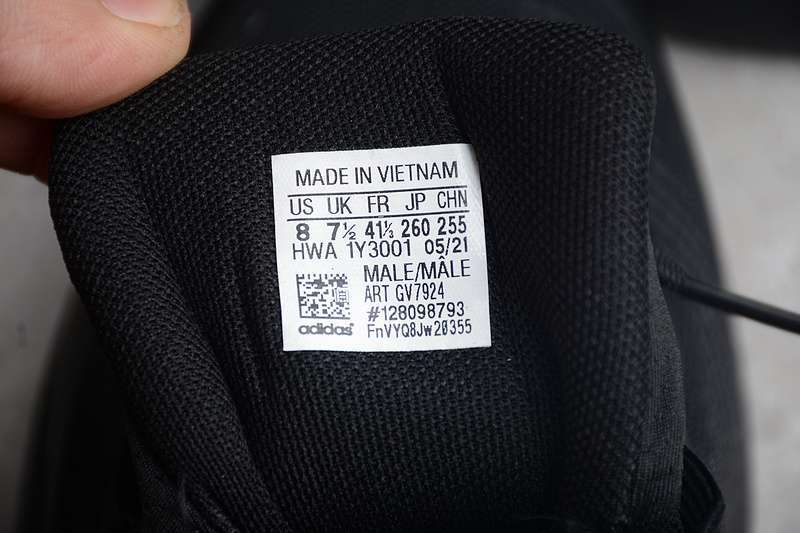 MADE IN VIETNAM
US UK FR JP CHN
8 7½ 41⅓ 260 255
HWA 1Y3001 05/21
MALE/MÂLE
ART GV7924
#128098793
adidas FnVYQ8Jw20355